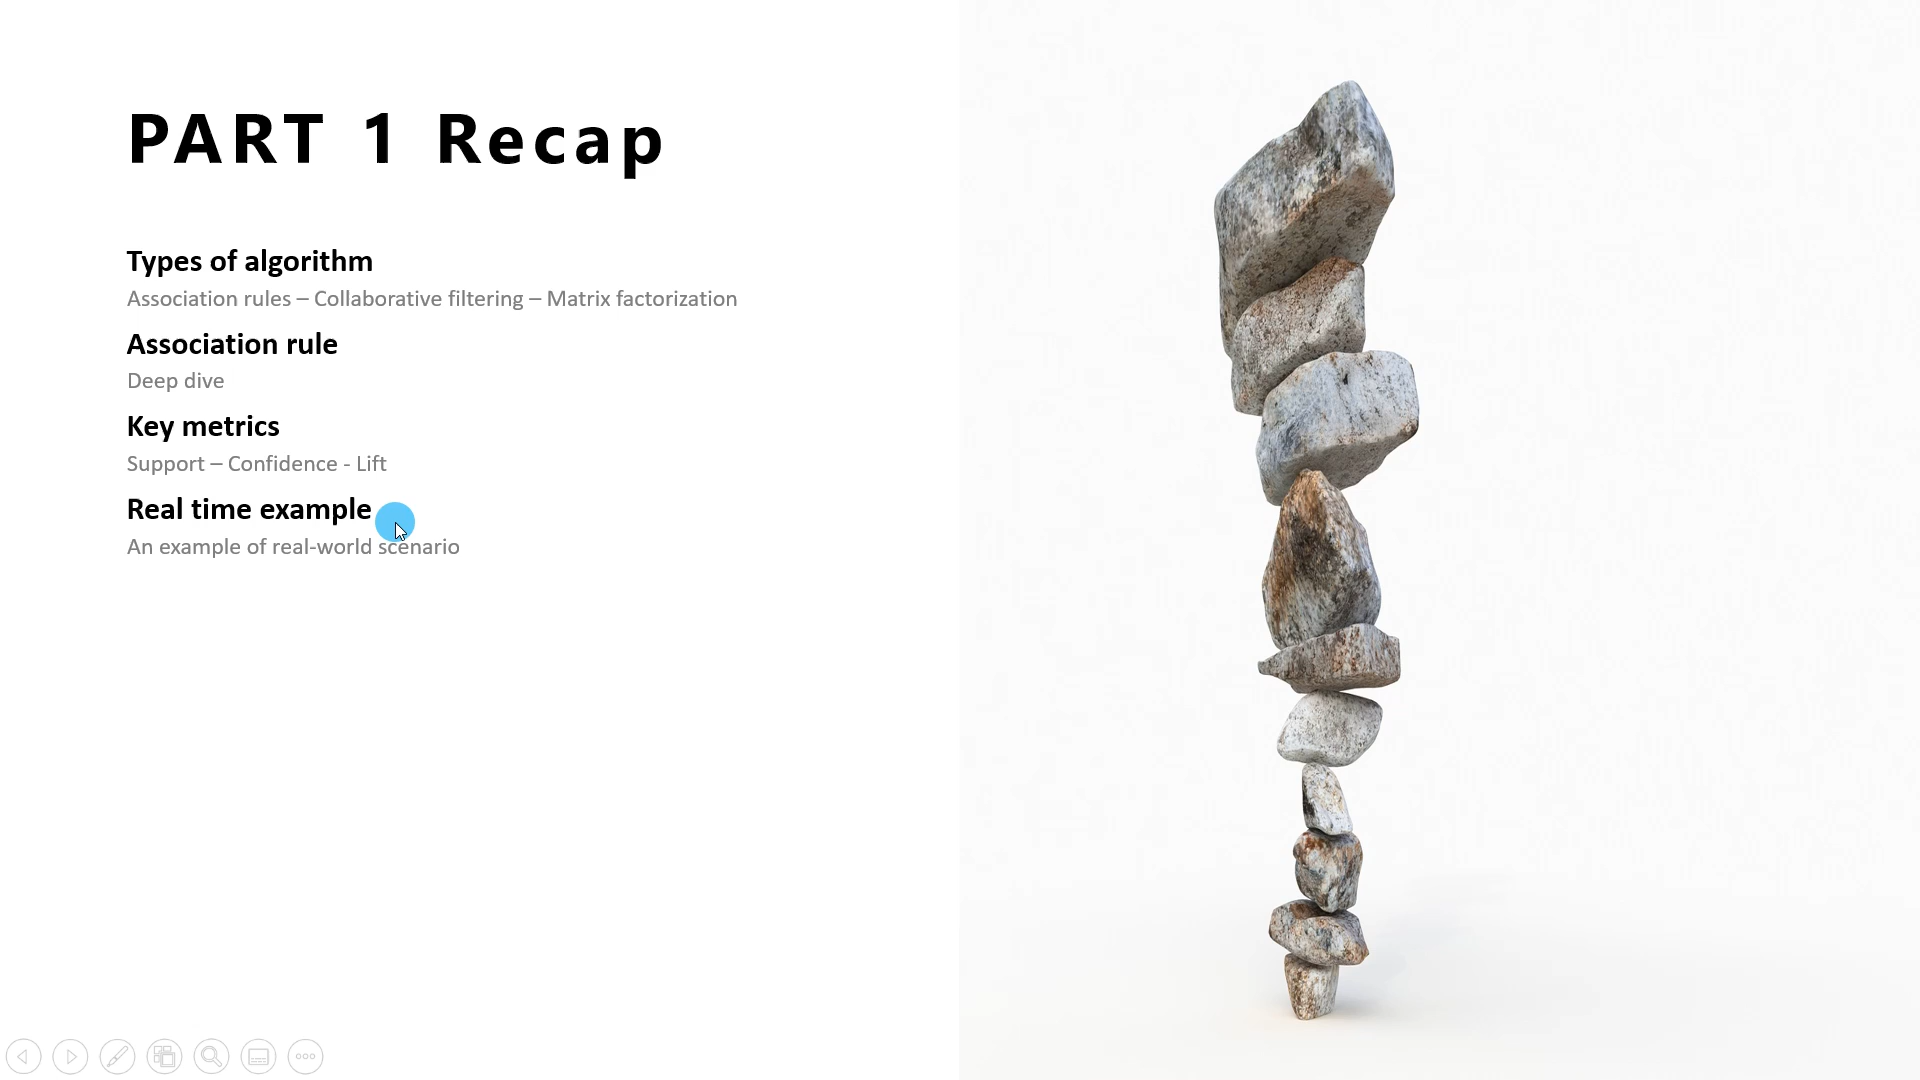 PART 1 Recap
Types of algorithm
Association rules – Collaborative filtering – Matrix factorization
Association rule
Deep dive
Key metrics
Support – Confidence - Lift
Real time example
An example of real-world scenario